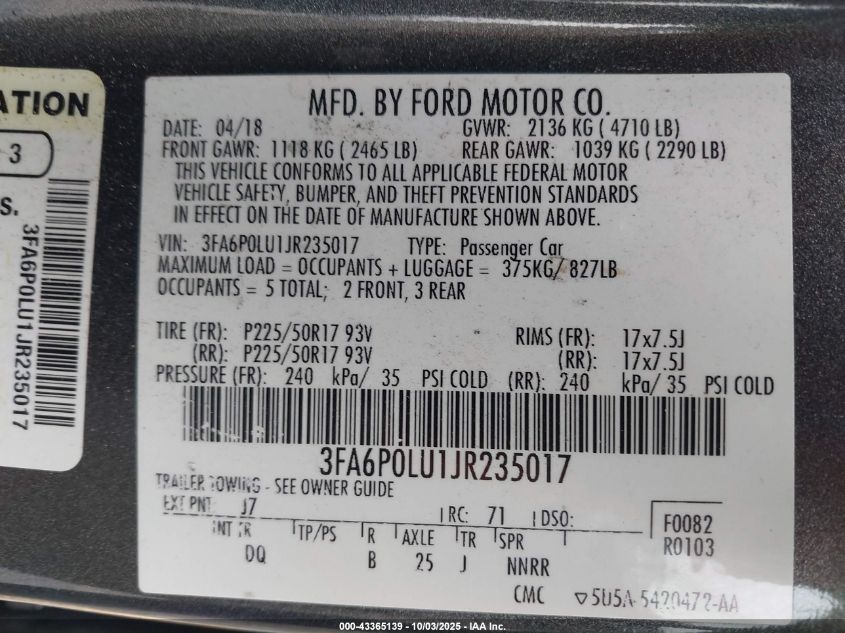 ATION
3
S.
3FA6P0LU1JR235017
MFD. BY FORD MOTOR CO.
DATE: 04/18 GVWR: 2136 KG ( 4710 LB)
FRONT GAWR: 1118 KG ( 2465 LB) REAR GAWR: 1039 KG ( 2290 LB)
THIS VEHICLE CONFORMS TO ALL APPLICABLE FEDERAL MOTOR
VEHICLE SAFETY, BUMPER, AND THEFT PREVENTION STANDARDS
IN EFFECT ON THE DATE OF MANUFACTURE SHOWN ABOVE.
VIN: 3FA6P0LU1JR235017 TYPE: Passenger Car
MAXIMUM LOAD = OCCUPANTS + LUGGAGE = 375KG/ 827LB
OCCUPANTS = 5 TOTAL; 2 FRONT, 3 REAR
TIRE (FR): P225/50R17 93V RIMS (FR): 17x7.5J
(RR): P225/50R17 93V (RR): 17x7.5J
PRESSURE (FR): 240 kPa/ 35 PSI COLD (RR): 240 kPa/ 35 PSI COLD
3FA6P0LU1JR235017
TRAILER TOWING - SEE OWNER GUIDE
EXT PNT: J7 RC: 71 DSO: F0082
INT TR TP/PS R AXLE TR SPR R0103
DQ B 25 J NNRR
CMC ▽5U5A-5420472-AA
000-43365139 - 10/03/2025 - IAA Inc.